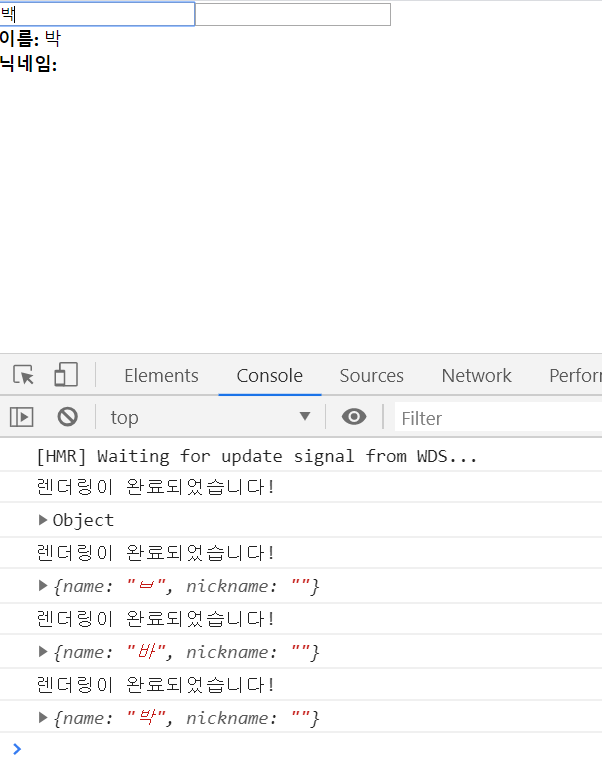 박
이름: 박
닉네임:
Elements Console Sources Network Perfor
top Filter
[HMR] Waiting for update signal from WDS...
렌더링이 완료되었습니다!
Object
렌더링이 완료되었습니다!
{name: "ㅂ", nickname: ""}
렌더링이 완료되었습니다!
{name: "바", nickname: ""}
렌더링이 완료되었습니다!
{name: "박", nickname: ""}